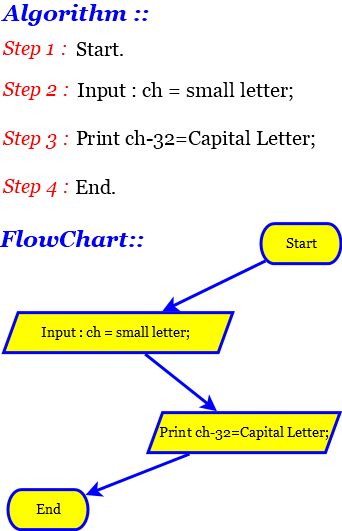 Algorithm ::
Step 1 : Start.
Step 2 : Input : ch = small letter;
Step 3 : Print ch-32=Capital Letter;
Step 4 : End.
FlowChart::
Start
Input : ch = small letter;
Print ch-32=Capital Letter;
End